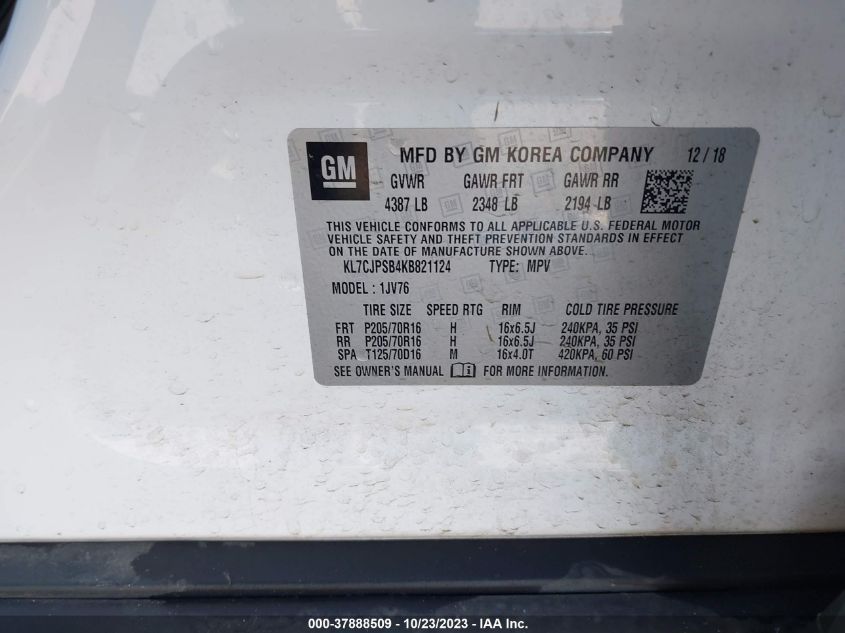 GM
MFD BY GM KOREA COMPANY 12 / 18
GVWR GAWR FRT GAWR RR
4387 LB 2348 LB 2194 LB
THIS VEHICLE CONFORMS TO ALL APPLICABLE U.S. FEDERAL MOTOR
VEHICLE SAFETY AND THEFT PREVENTION STANDARDS IN EFFECT
ON THE DATE OF MANUFACTURE SHOWN ABOVE.
KL7CJPSB4KB821124 TYPE: MPV
MODEL : 1JV76
TIRE SIZE SPEED RTG RIM COLD TIRE PRESSURE
FRT P205/70R16 H 16x6.5J 240KPA, 35 PSI
RR P205/70R16 H 16x6.5J 240KPA, 35 PSI
SPA T125/70D16 M 16x4.0T 420KPA, 60 PSI
SEE OWNER'S MANUAL FOR MORE INFORMATION.
000-37888509 - 10/23/2023 - IAAI.com